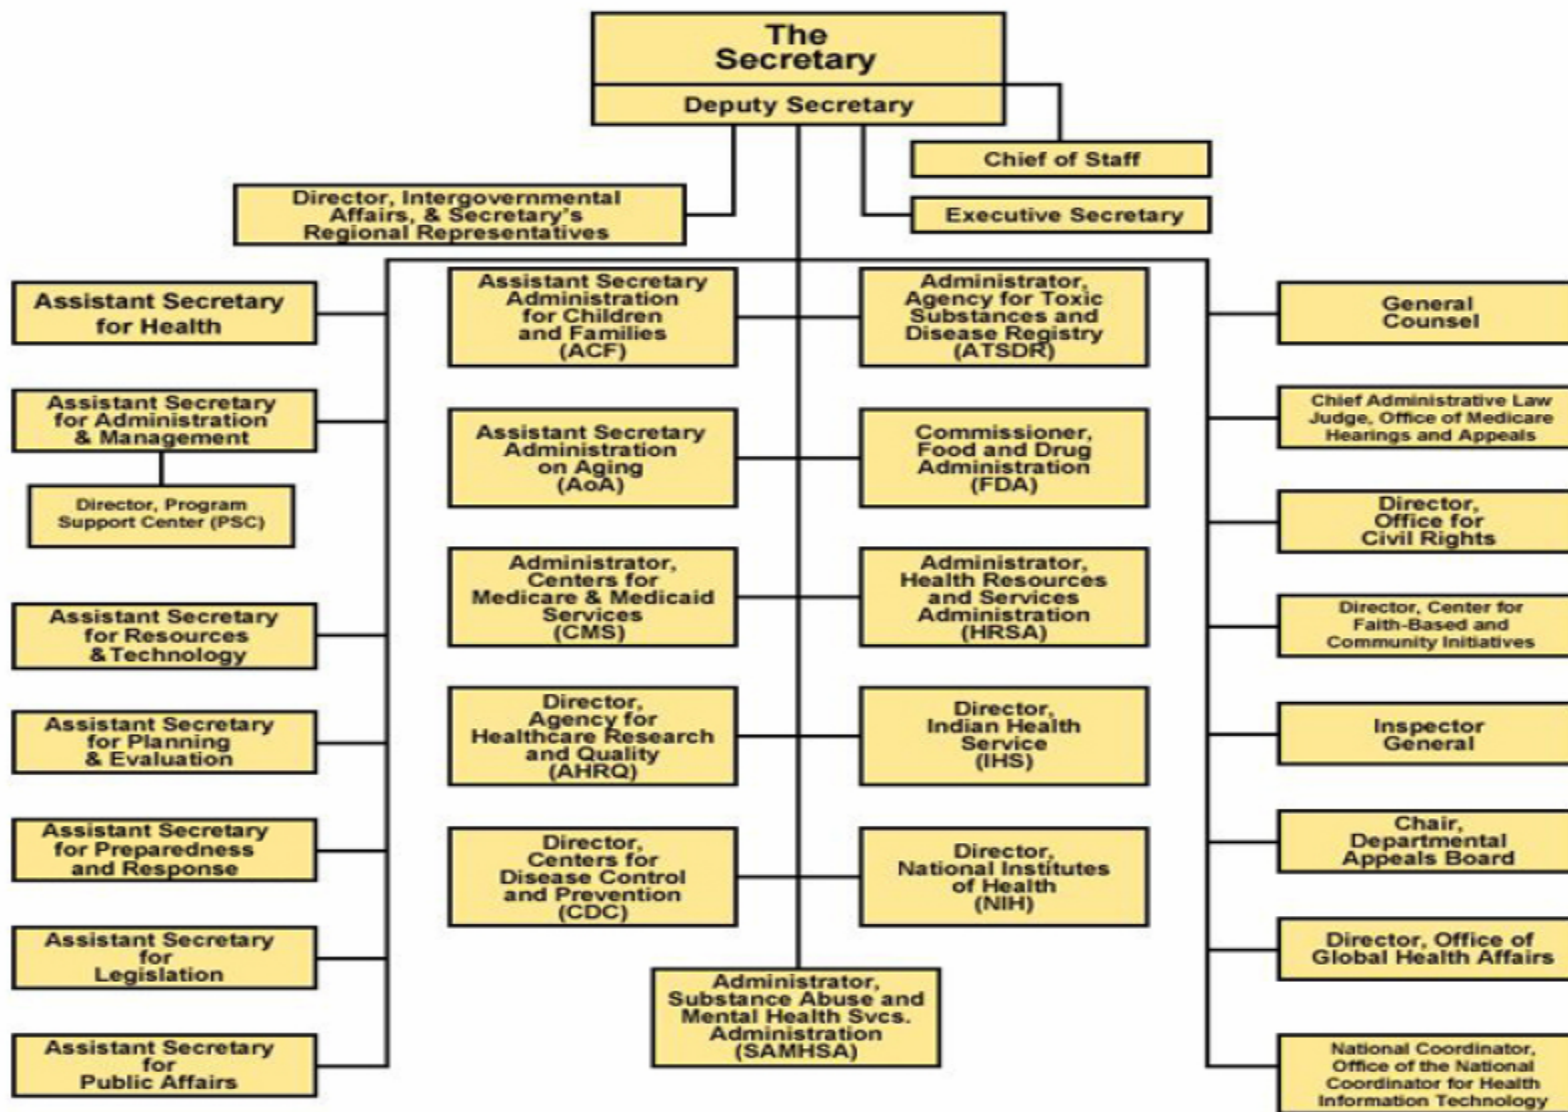 The
Secretary
Deputy Secretary
Chief of Staff
Director, Intergovernmental
Affairs, & Secretary's
Regional Representatives
Executive Secretary
Assistant Secretary
for Health
Assistant Secretary
for Administration
& Management
Director, Program
Support Center (PSC)
Assistant Secretary
for Resources
& Technology
Assistant Secretary
for Planning
& Evaluation
Assistant Secretary
for Preparedness
and Response
Assistant Secretary
for
Legislation
Assistant Secretary
for
Public Affairs
Assistant Secretary
Administration
for Children
and Families
(ACF)
Assistant Secretary
Administration
on Aging
(AoA)
Administrator,
Centers for
Medicare & Medicaid
Services
(CMS)
Director,
Agency for
Healthcare Research
and Quality
(AHRQ)
Director,
Centers for
Disease Control
and Prevention
(CDC)
Administrator,
Agency for Toxic
Substances and
Disease Registry
(ATSDR)
Commissioner,
Food and Drug
Administration
(FDA)
Administrator,
Health Resources
and Services
Administration
(HRSA)
Director,
Indian Health
Service
(IHS)
Director,
National Institutes
of Health
(NIH)
Administrator,
Substance Abuse and
Mental Health Svcs.
Administration
(SAMHSA)
General
Counsel
Chief Administrative Law
Judge, Office of Medicare
Hearings and Appeals
Director,
Office for
Civil Rights
Director, Center for
Faith-Based and
Community Initiatives
Inspector
General
Chair,
Departmental
Appeals Board
Director, Office of
Global Health Affairs
National Coordinator,
Office of the National
Coordinator for Health
Information Technology